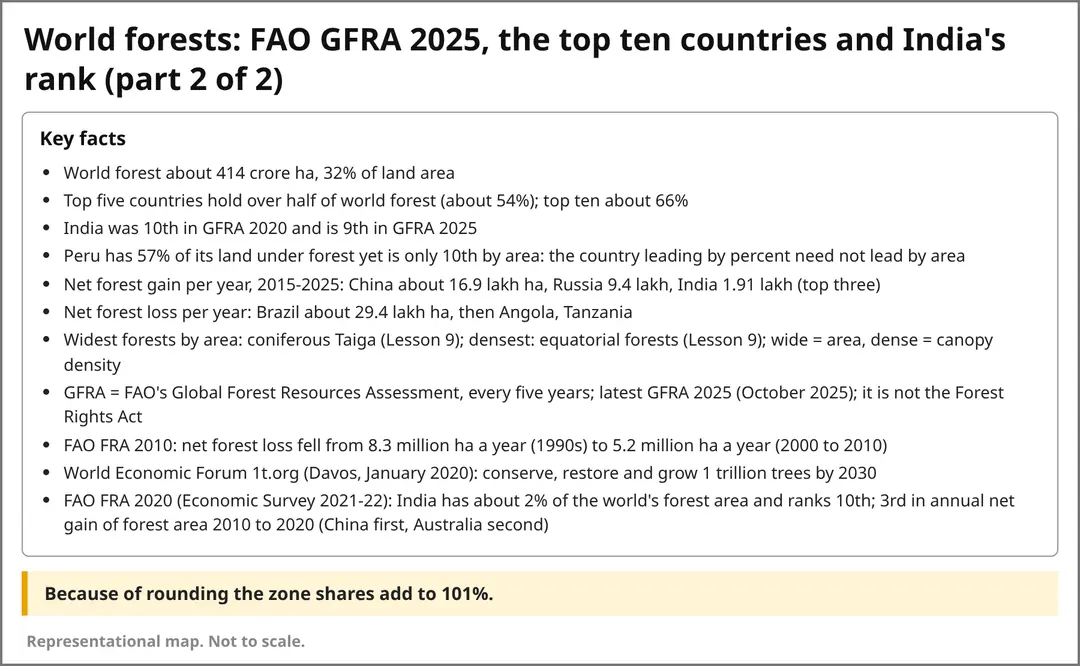 World forests: FAO GFRA 2025, the top ten countries and India's
rank (part 2 of 2)
Key facts
• World forest about 414 crore ha, 32% of land area
• Top five countries hold over half of world forest (about 54%); top ten about 66%
• India was 10th in GFRA 2020 and is 9th in GFRA 2025
• Peru has 57% of its land under forest yet is only 10th by area: the country leading by percent need not lead by area
• Net forest gain per year, 2015-2025: China about 16.9 lakh ha, Russia 9.4 lakh, India 1.91 lakh (top three)
• Net forest loss per year: Brazil about 29.4 lakh ha, then Angola, Tanzania
• Widest forests by area: coniferous Taiga (Lesson 9); densest: equatorial forests (Lesson 9); wide = area, dense = canopy
density
• GFRA = FAO's Global Forest Resources Assessment, every five years; latest GFRA 2025 (October 2025); it is not the Forest
Rights Act
• FAO FRA 2010: net forest loss fell from 8.3 million ha a year (1990s) to 5.2 million ha a year (2000 to 2010)
• World Economic Forum 1t.org (Davos, January 2020): conserve, restore and grow 1 trillion trees by 2030
• FAO FRA 2020 (Economic Survey 2021-22): India has about 2% of the world's forest area and ranks 10th; 3rd in annual net
gain of forest area 2010 to 2020 (China first, Australia second)
Because of rounding the zone shares add to 101%.
Representational map. Not to scale.